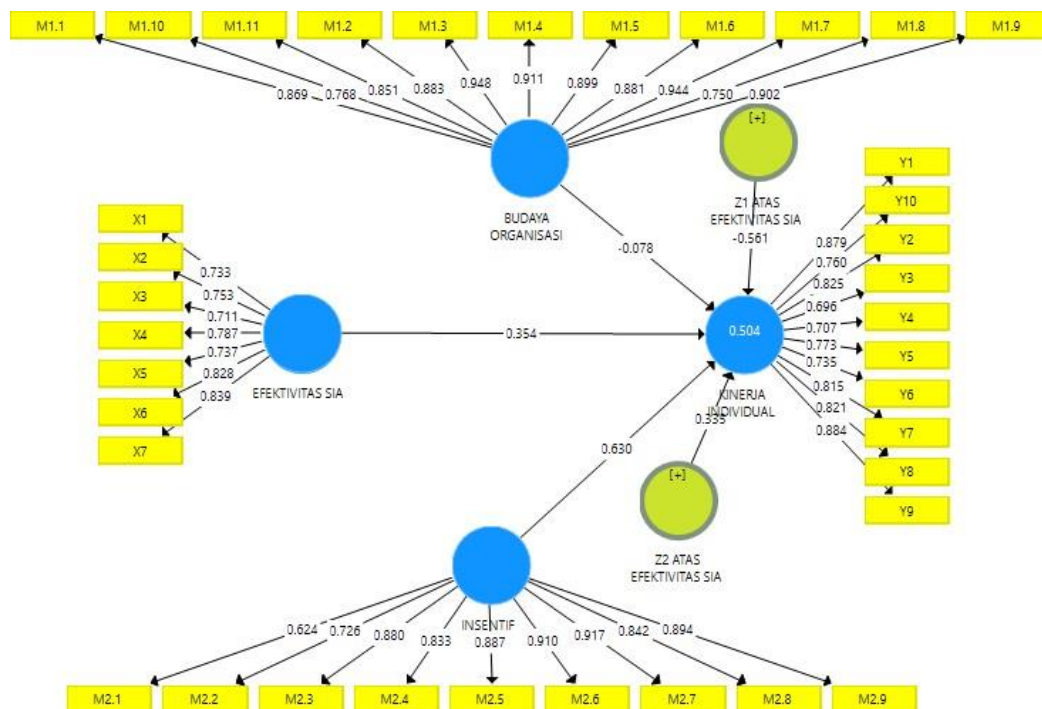 M1.1 M1.10 M1.11 M1.2 M1.3 M1.4 M1.5 M1.6 M1.7 M1.8 M1.9
0.869 0.768 0.851 0.883 0.948 0.911 0.899 0.881 0.944 0.750 0.902
[+]
Z1 ATAS
EFEKTIVITAS SIA
-0.561
BUDAYA
ORGANISASI
-0.078
X1
X2
X3
X4
X5
X6
X7
0.733
0.753
0.711
0.787
0.737
0.828
0.839
EFEKTIVITAS SIA
0.354
0.504
KINERJA
INDIVIDUAL
0.879
0.760
0.825
0.696
0.707
0.773
0.735
0.815
0.821
0.884
Y1
Y10
Y2
Y3
Y4
Y5
Y6
Y7
Y8
Y9
0.630
0.335
[+]
Z2 ATAS
EFEKTIVITAS SIA
INSENTIF
0.624 0.726 0.880 0.833 0.887 0.910 0.917 0.842 0.894
M2.1 M2.2 M2.3 M2.4 M2.5 M2.6 M2.7 M2.8 M2.9